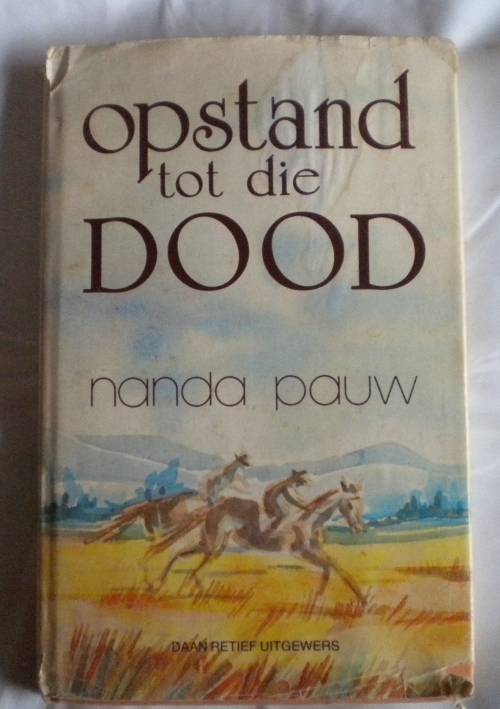 opstand
tot die
DOOD
nanda pauw
DAAN RETIEF UITGEWERS